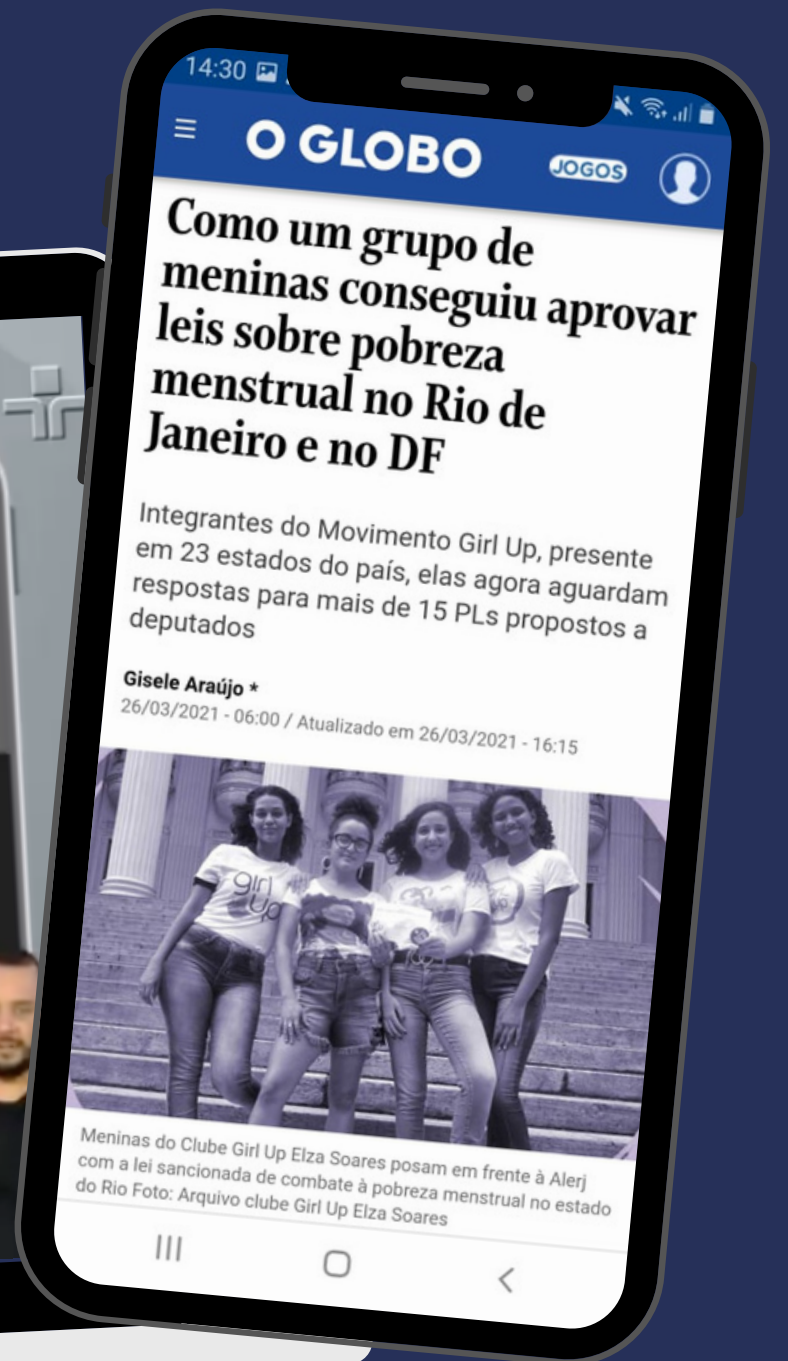 14:30
O GLOBO
JOGOS
Como um grupo de
meninas conseguiu aprovar
leis sobre pobreza
menstrual no Rio de
Janeiro e no DF
Integrantes do Movimento Girl Up, presente
em 23 estados do país, elas agora aguardam
respostas para mais de 15 PLs propostos a
deputados
Gisele Araújo *
26/03/2021 - 06:00 / Atualizado em 26/03/2021 - 16:15
girl
up
Meninas do Clube Girl Up Elza Soares posam em frente à Alerj
com a lei sancionada de combate à pobreza menstrual no estado
do Rio Foto: Arquivo clube Girl Up Elza Soares